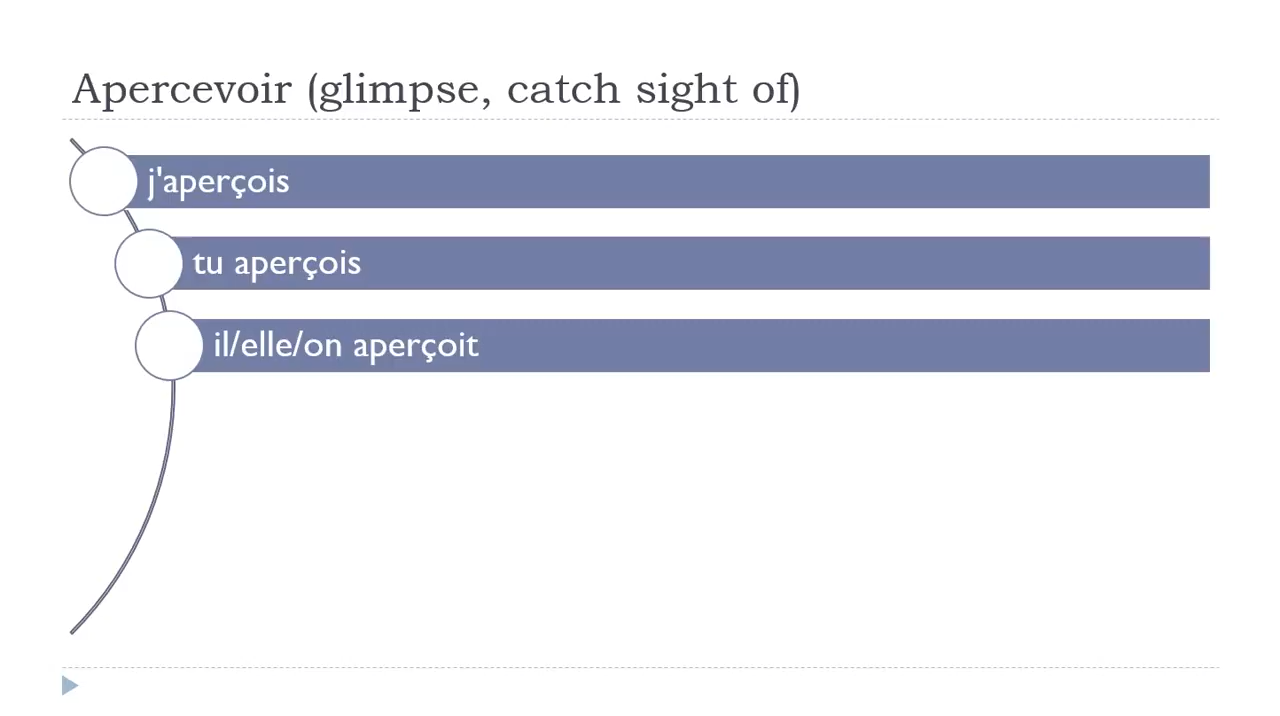 Apercevoir (glimpse, catch sight of)
j'aperçois
tu aperçois
il/elle/on aperçoit